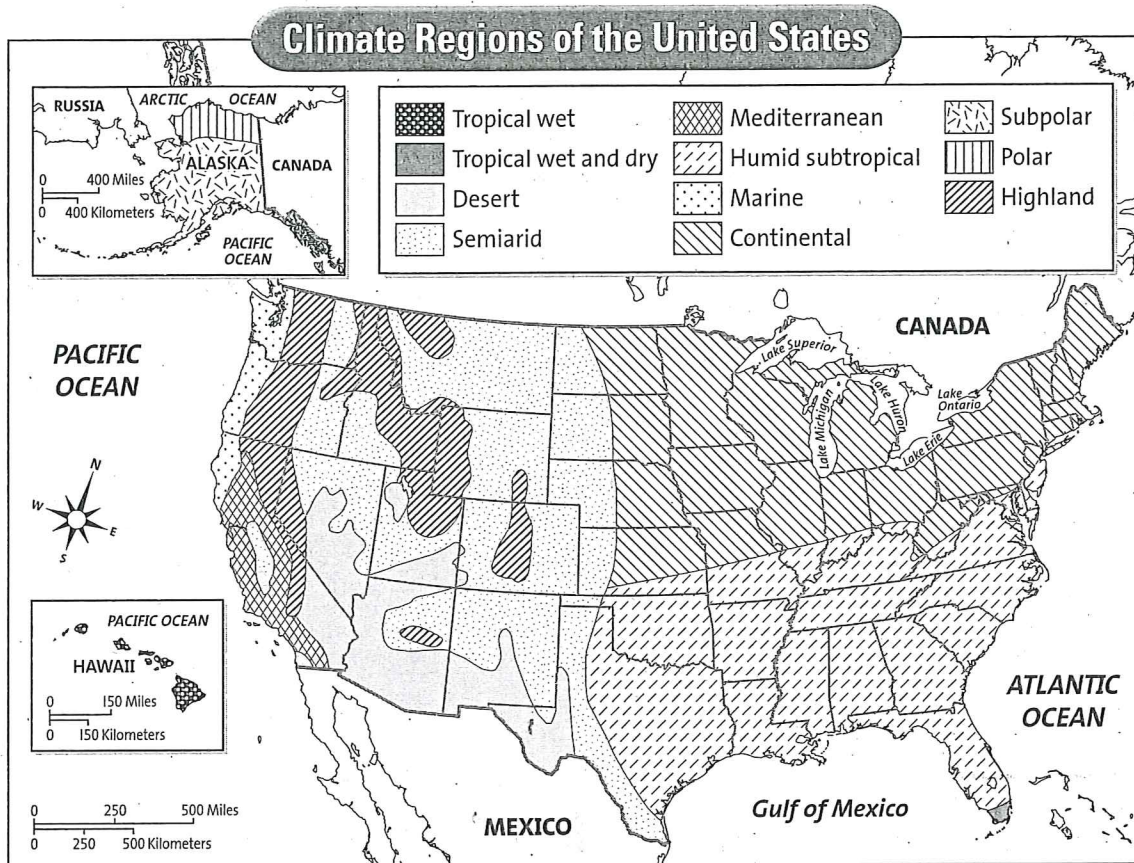 Climate Regions of the United States
RUSSIA
ARCTIC OCEAN
ALASKA
CANADA
0 400 Miles
0 400 Kilometers
PACIFIC
OCEAN
Tropical wet
Tropical wet and dry
Desert
Semiarid
Mediterranean
Humid subtropical
Marine
Continental
Subpolar
Polar
Highland
CANADA
PACIFIC
OCEAN
Lake Superior
Lake Michigan
Lake Huron
Lake
Ontario
Lake Erie
N
W
E
S
PACIFIC OCEAN
HAWAII
0 150 Miles
0 150 Kilometers
ATLANTIC
OCEAN
0 250 500 Miles
0 250 500 Kilometers
MEXICO
Gulf of Mexico